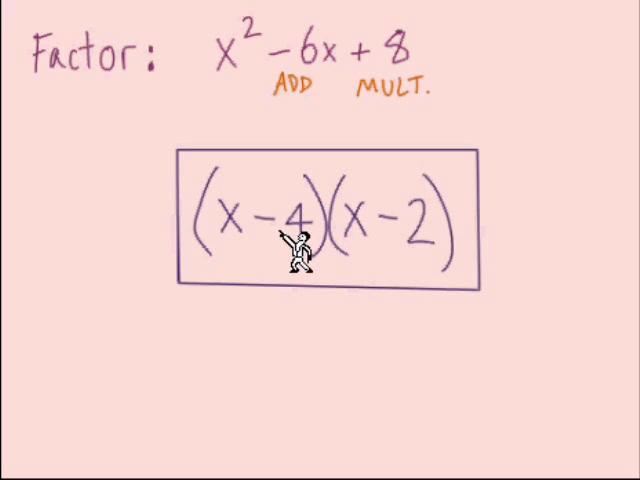 Factor: x² - 6x + 8
ADD MULT.
(x - 4)(x - 2)